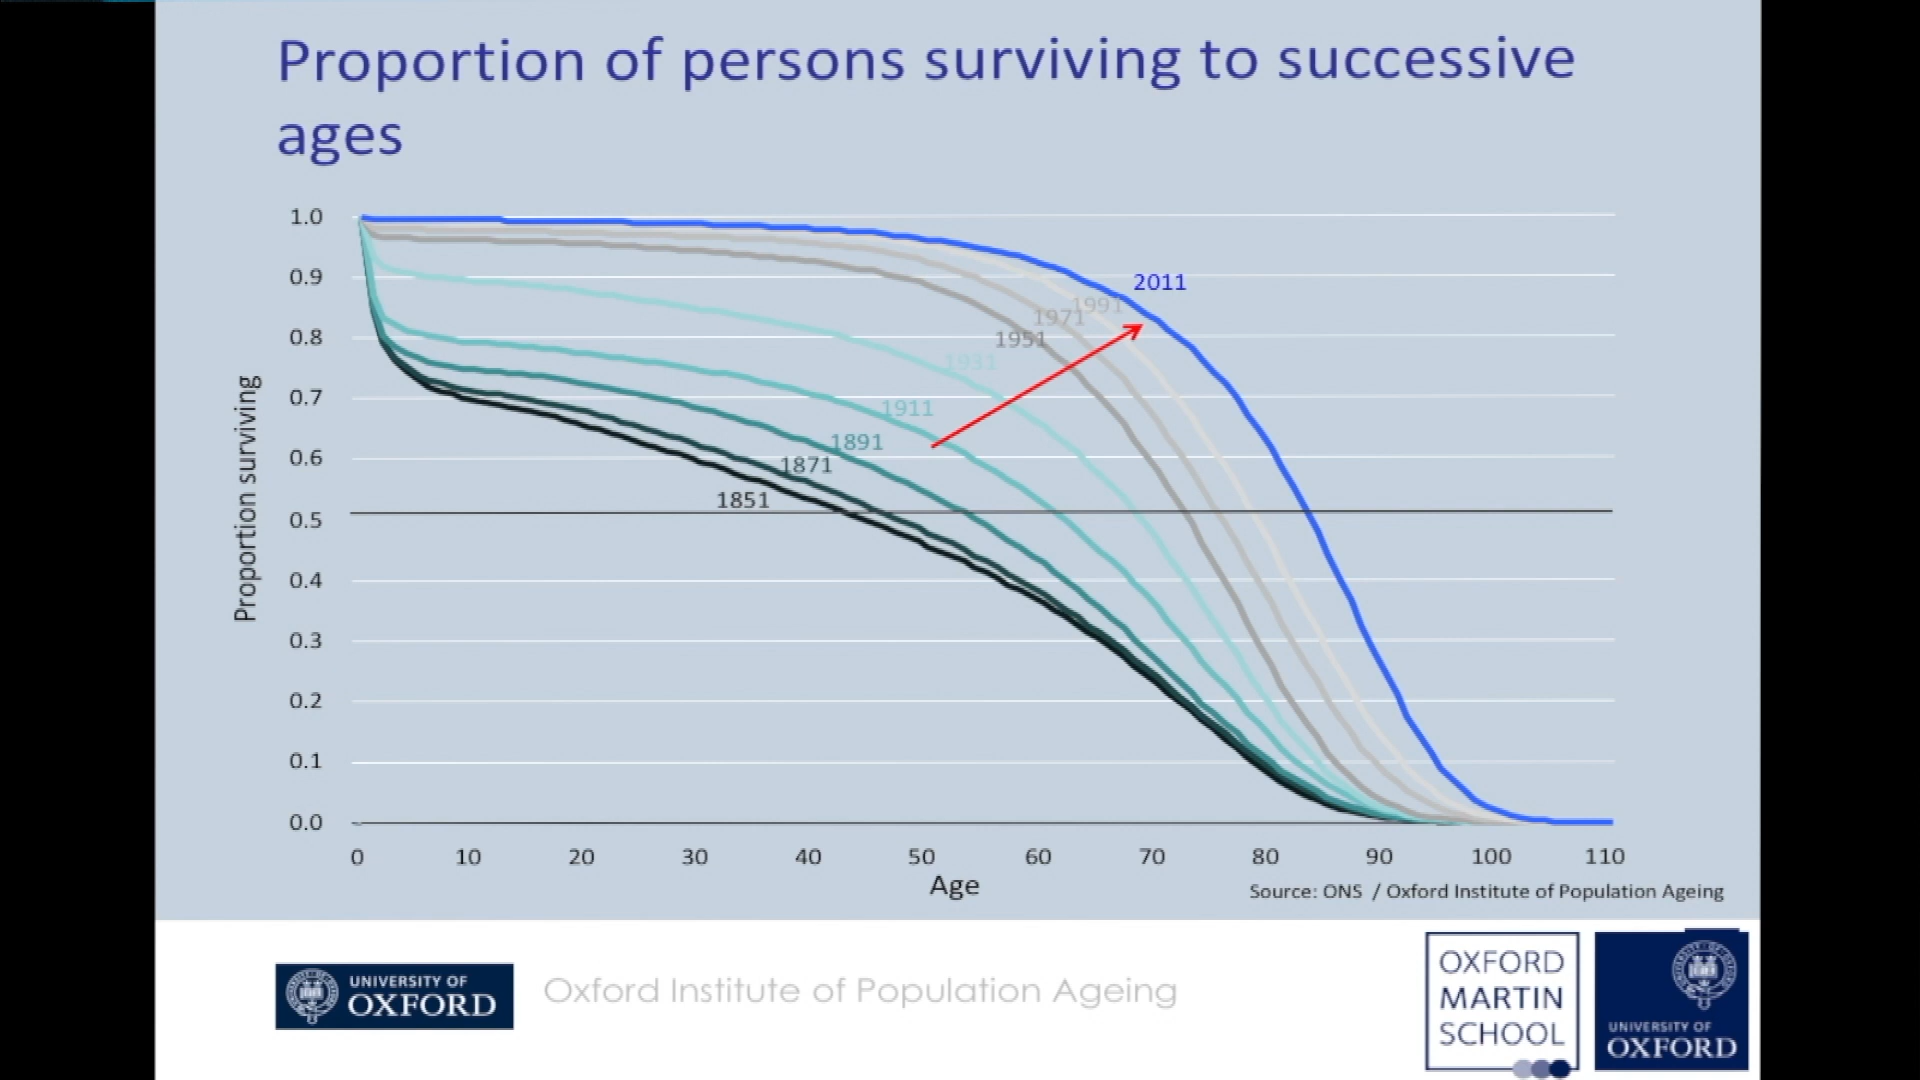 Proportion of persons surviving to successive
ages
Proportion surviving
1.0
0.9
0.8
0.7
0.6
0.5
0.4
0.3
0.2
0.1
0.0
2011
1991
1971
1951
1931
1911
1891
1871
1851
0 10 20 30 40 50 60 70 80 90 100 110
Age
Source: ONS / Oxford Institute of Population Ageing
UNIVERSITY OF
OXFORD
Oxford Institute of Population Ageing
OXFORD
MARTIN
SCHOOL
UNIVERSITY OF
OXFORD